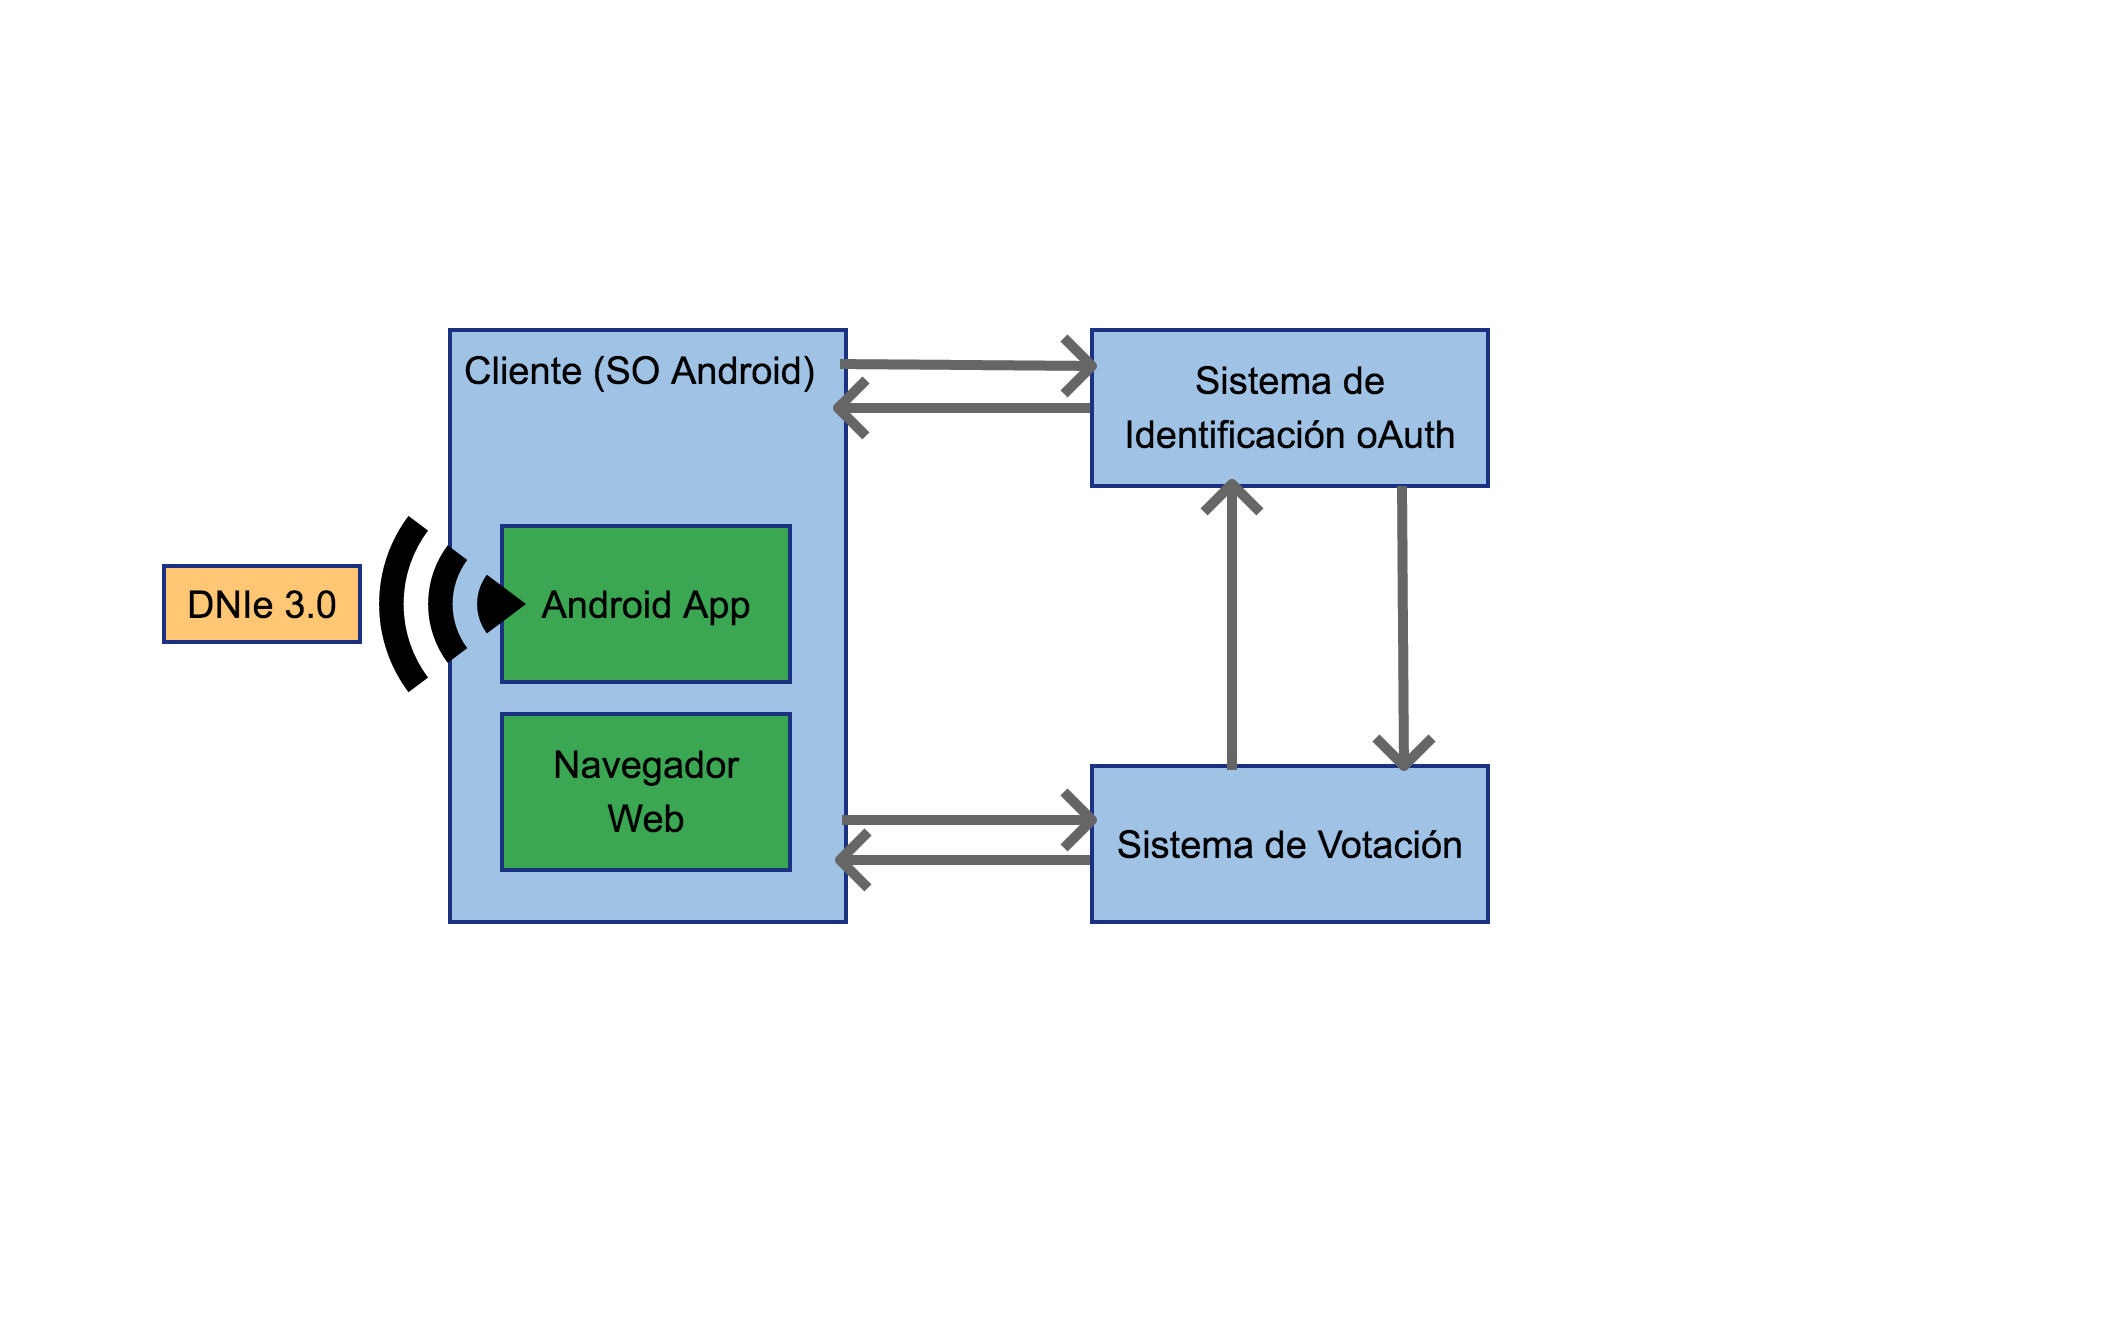 Cliente (SO Android)
Sistema de
Identificación oAuth
DNIe 3.0
Android App
Navegador
Web
Sistema de Votación